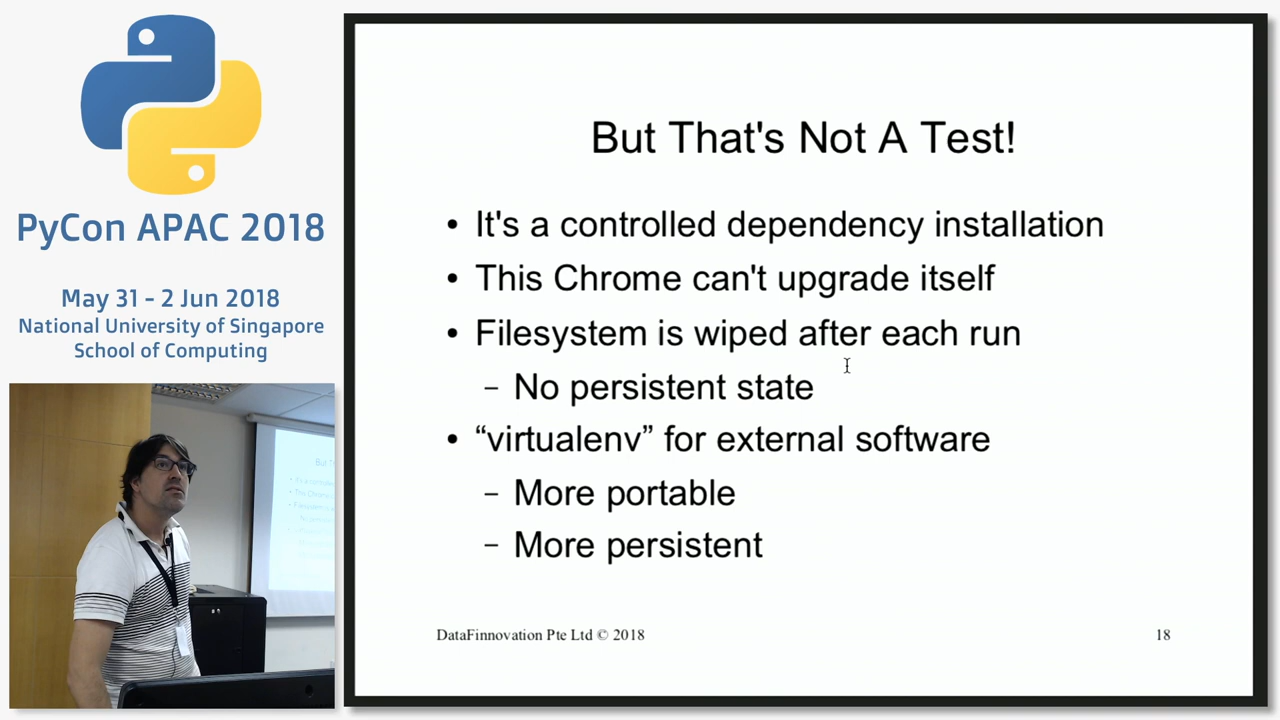 PyCon APAC 2018
May 31 - 2 Jun 2018
National University of Singapore
School of Computing
But That's Not A Test!
• It's a controlled dependency installation
• This Chrome can't upgrade itself
• Filesystem is wiped after each run
– No persistent state
• “virtualenv” for external software
– More portable
– More persistent
DataFinnovation Pte Ltd © 2018
18